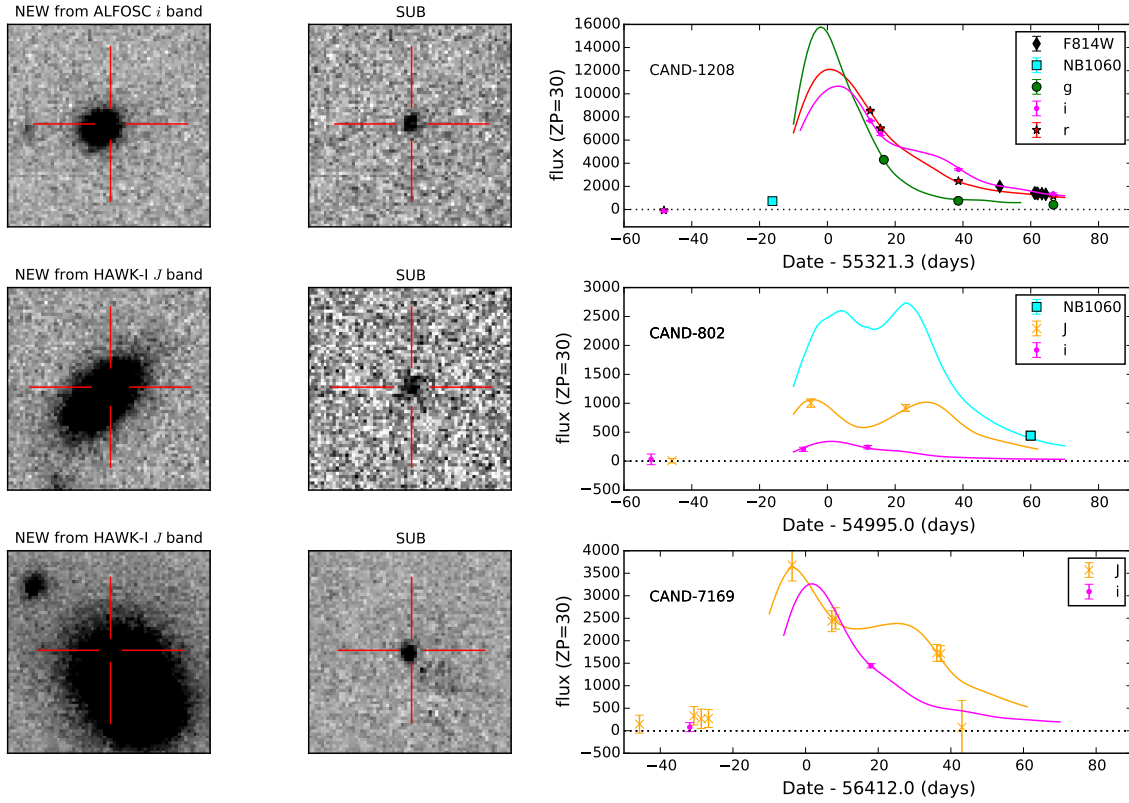 NEW from ALFOSC i band
SUB
CAND-1208
F814W
NB1060
g
i
r
flux (ZP=30)
16000
14000
12000
10000
8000
6000
4000
2000
0
−60 −40 −20 0 20 40 60 80
Date - 55321.3 (days)
NEW from HAWK-I J band
SUB
CAND-802
NB1060
J
i
flux (ZP=30)
3000
2500
2000
1500
1000
500
0
−500
−60 −40 −20 0 20 40 60 80
Date - 54995.0 (days)
NEW from HAWK-I J band
SUB
CAND-7169
J
i
flux (ZP=30)
4000
3500
3000
2500
2000
1500
1000
500
0
−500
−40 −20 0 20 40 60 80
Date - 56412.0 (days)